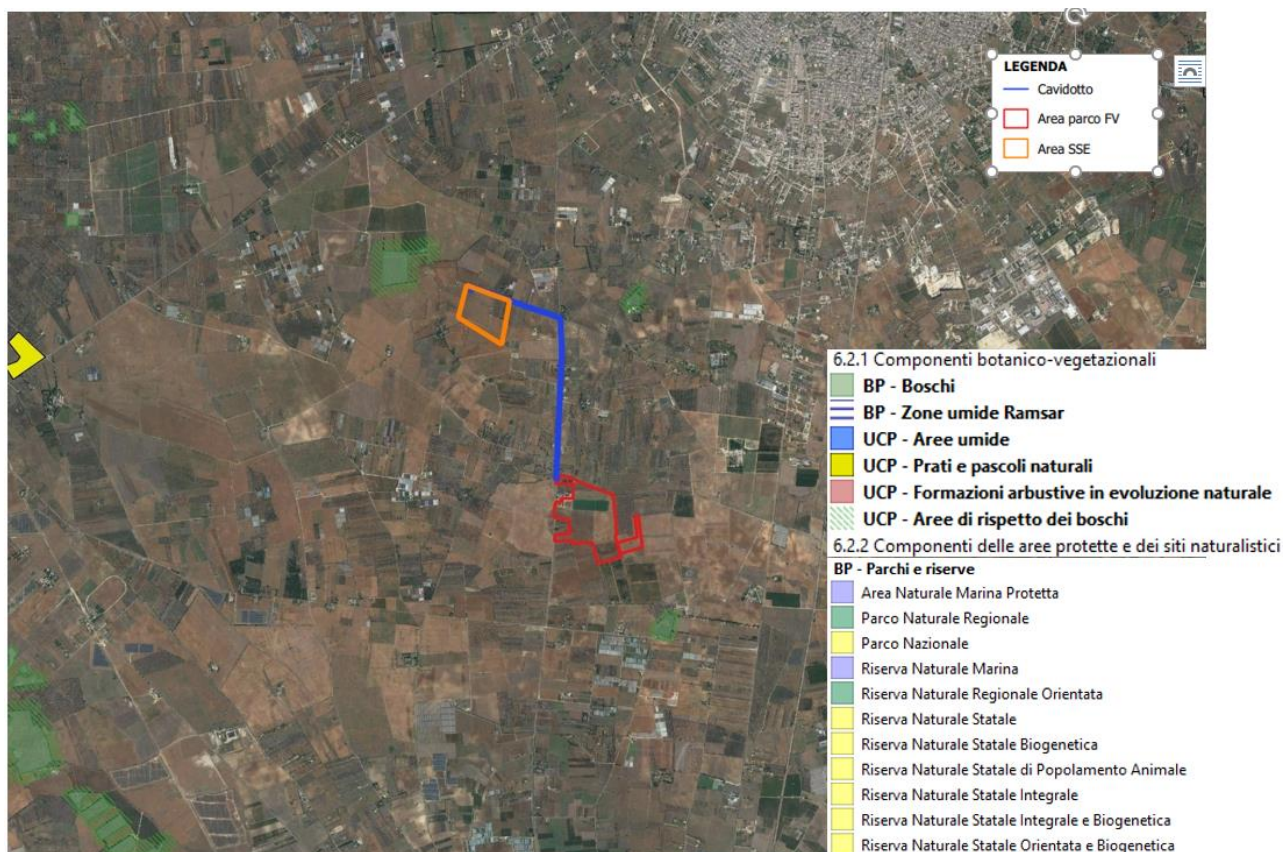 LEGENDA
Cavidotto
Area parco FV
Area SSE
6.2.1 Componenti botanico-vegetazionali
BP - Boschi
BP - Zone umide Ramsar
UCP - Aree umide
UCP - Prati e pascoli naturali
UCP - Formazioni arbustive in evoluzione naturale
UCP - Aree di rispetto dei boschi
6.2.2 Componenti delle aree protette e dei siti naturalistici
BP - Parchi e riserve
Area Naturale Marina Protetta
Parco Naturale Regionale
Parco Nazionale
Riserva Naturale Marina
Riserva Naturale Regionale Orientata
Riserva Naturale Statale
Riserva Naturale Statale Biogenetica
Riserva Naturale Statale di Popolamento Animale
Riserva Naturale Statale Integrale
Riserva Naturale Statale Integrale e Biogenetica
Riserva Naturale Statale Orientata e Biogenetica